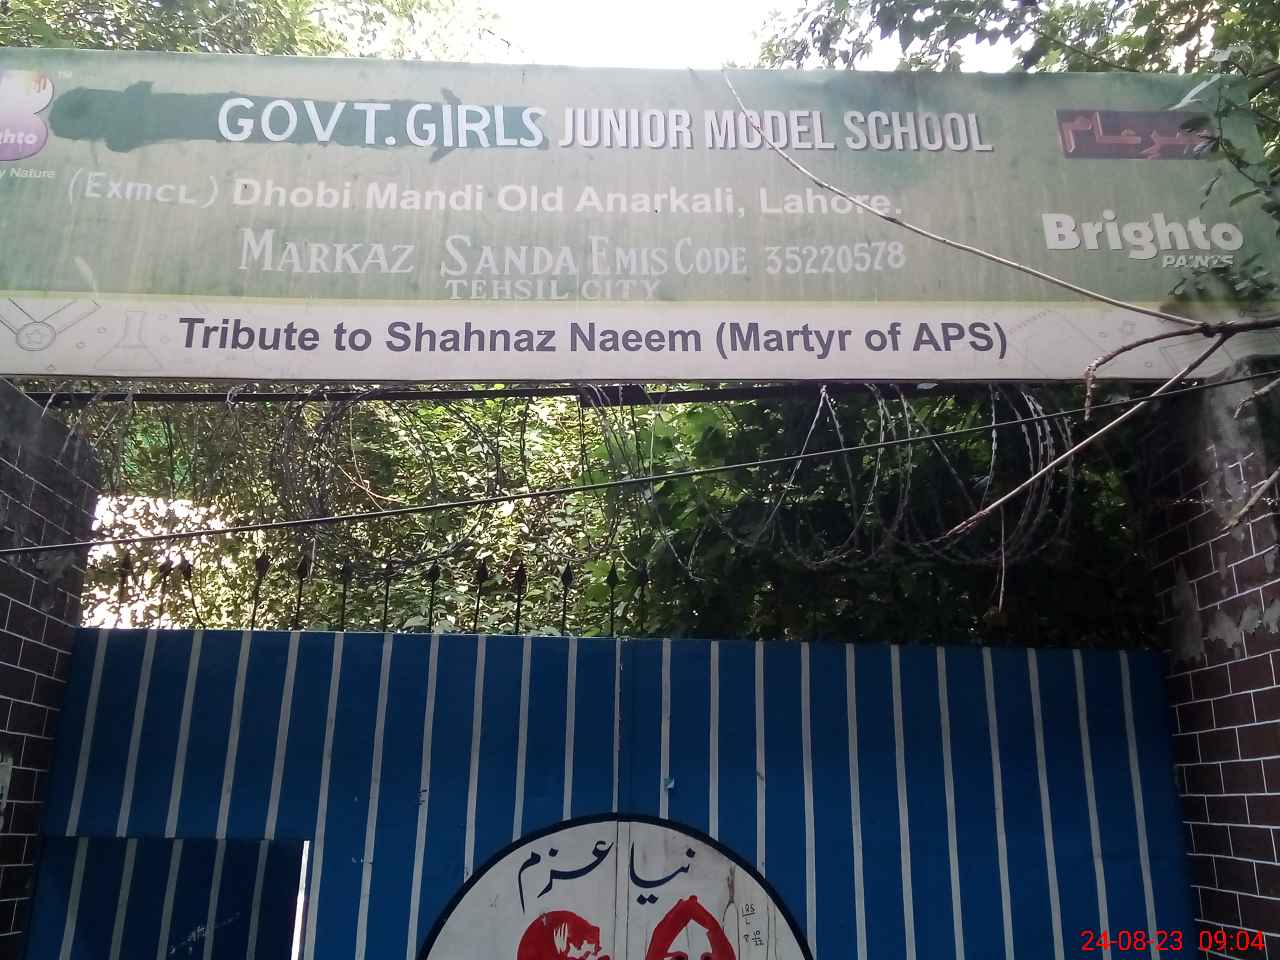 GOVT. GIRLS JUNIOR MODEL SCHOOL
(ExMCL) Dhobi Mandi Old Anarkali, Lahore.
MARKAZ SANDA EMIS CODE 35220578
TEHSIL CITY
Brighto
PAINTS
Tribute to Shahnaz Naeem (Martyr of APS)
نیا عزم
24-08-23 09:04